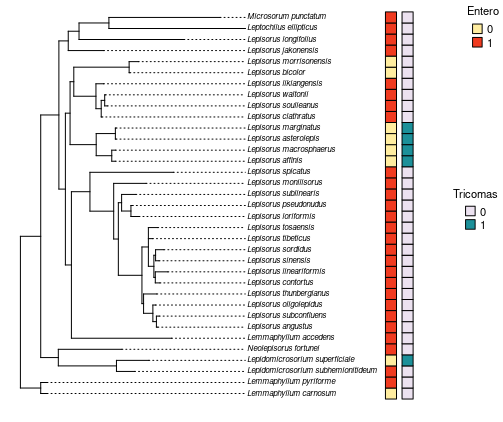 Microsorum punctatum
Leptochilus ellipticus
Lepisorus longifolius
Lepisorus jakonensis
Lepisorus morrisonensis
Lepisorus bicolor
Lepisorus likiangensis
Lepisorus waltonii
Lepisorus soulieanus
Lepisorus clathratus
Lepisorus marginatus
Lepisorus asterolepis
Lepisorus macrosphaerus
Lepisorus affinis
Lepisorus spicatus
Lepisorus monilisorus
Lepisorus sublinearis
Lepisorus pseudonudus
Lepisorus loriformis
Lepisorus tosaensis
Lepisorus tibeticus
Lepisorus sordidus
Lepisorus sinensis
Lepisorus lineariformis
Lepisorus contortus
Lepisorus thunbergianus
Lepisorus oligolepidus
Lepisorus subconfluens
Lepisorus angustus
Lemmaphyllum accedens
Neolepisorus fortunei
Lepidomicrosorium superficiale
Lepidomicrosorium subhemionitideum
Lemmaphyllum pyriforme
Lemmaphyllum carnosum
Entero
0
1
Tricomas
0
1